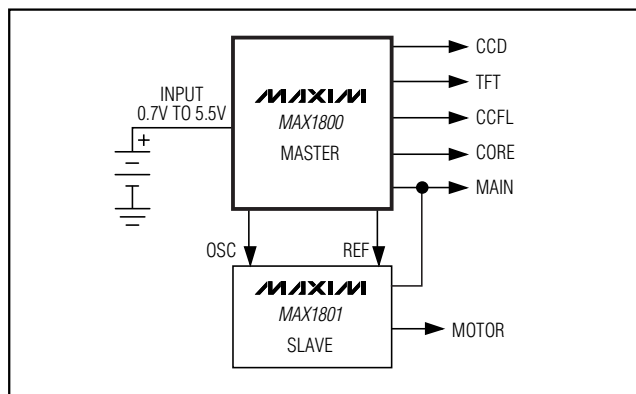 INPUT
0.7V TO 5.5V
+
MAXIM
MAX1800
MASTER
CCD
TFT
CCFL
CORE
MAIN
OSC
REF
MAXIM
MAX1801
SLAVE
MOTOR